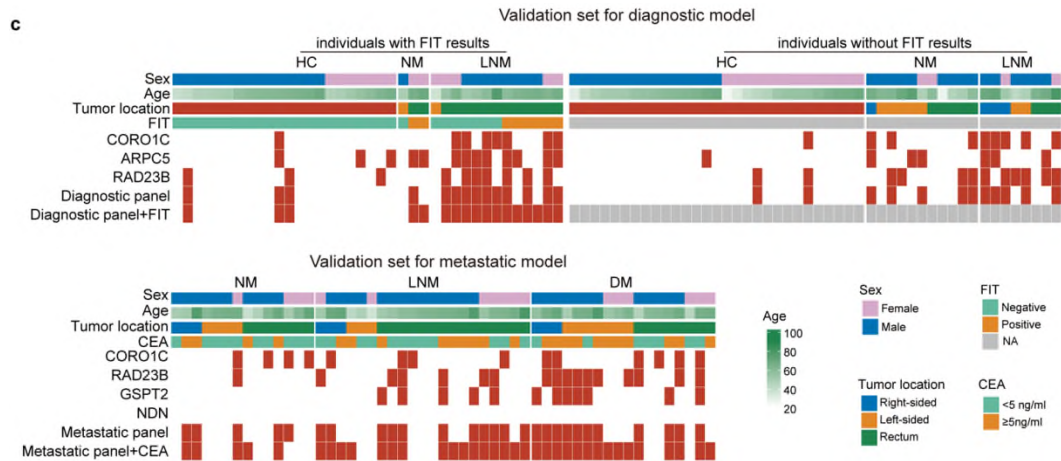 c
Validation set for diagnostic model
individuals with FIT results
individuals without FIT results
HC NM LNM HC NM LNM
Sex
Age
Tumor location
FIT
CORO1C
ARPC5
RAD23B
Diagnostic panel
Diagnostic panel+FIT
Validation set for metastatic model
NM LNM DM
Sex
Age
Tumor location
CEA
CORO1C
RAD23B
GSPT2
NDN
Metastatic panel
Metastatic panel+CEA
Age
100
80
60
40
20
Sex
Female
Male
FIT
Negative
Positive
NA
Tumor location
Right-sided
Left-sided
Rectum
CEA
<5 ng/ml
≥5ng/ml